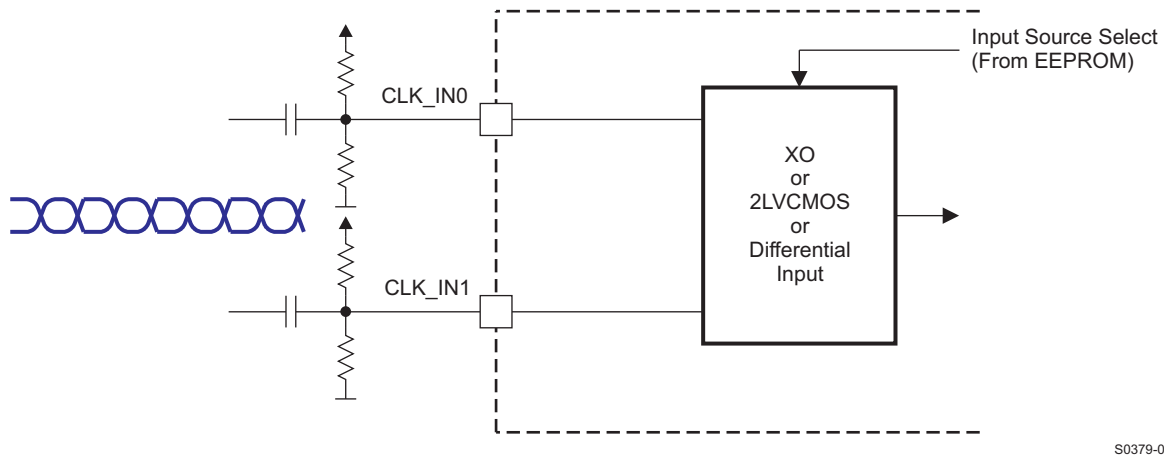 Input Source Select
(From EEPROM)
CLK_IN0
XO
or
2LVCMOS
or
Differential
Input
CLK_IN1
S0379-0